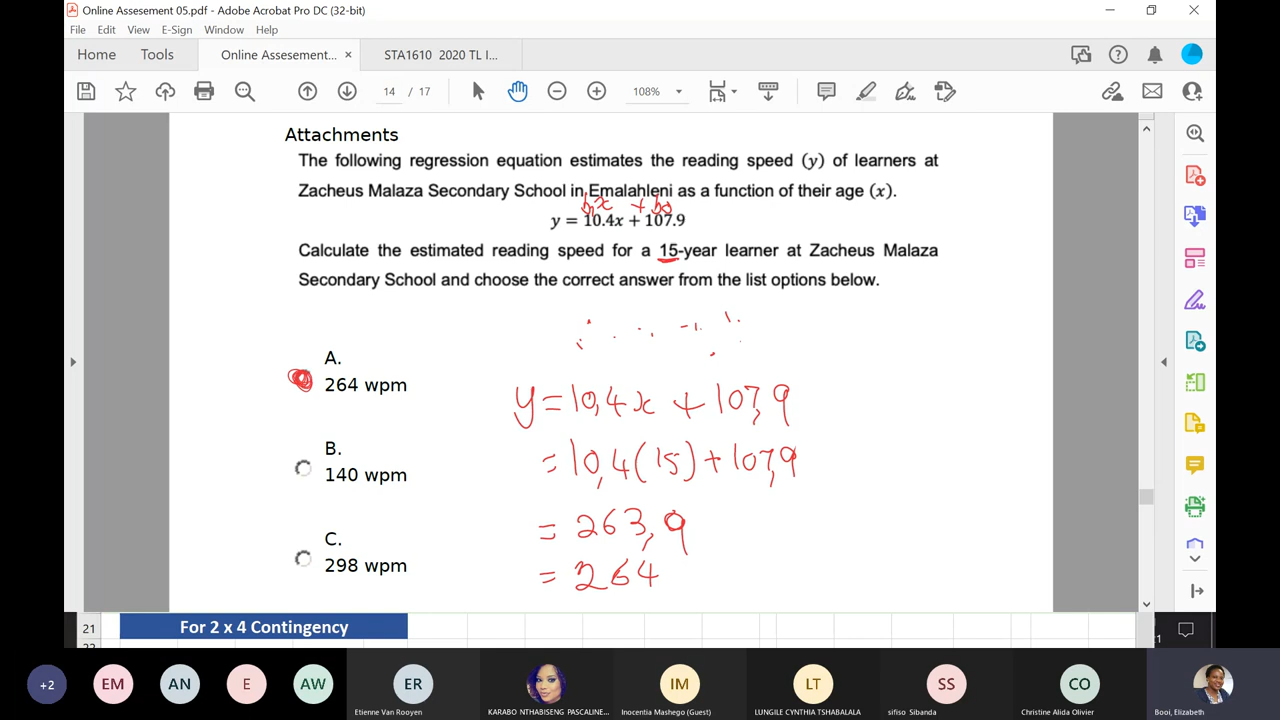 Online Assesement 05.pdf - Adobe Acrobat Pro DC (32-bit)
File Edit View E-Sign Window Help
Home Tools Online Assesement... × STA1610 2020 TL I...
14 / 17 108%
Attachments
The following regression equation estimates the reading speed (y) of learners at
Zacheus Malaza Secondary School in Emalahleni as a function of their age (x).
b₁x + b₀
y = 10.4x + 107.9
Calculate the estimated reading speed for a 15-year learner at Zacheus Malaza
Secondary School and choose the correct answer from the list options below.
A.
264 wpm
y = 10,4x + 107,9
B.
= 10,4(15) + 107,9
140 wpm
= 263,9
C.
298 wpm
= 264
21 For 2 x 4 Contingency
+2 EM AN E AW ER IM LT SS CO
Etienne Van Rooyen KARABO NTHABISENG PASCALINE... Inocentia Mashego (Guest) LUNGILE CYNTHIA TSHABALALA sifiso Sibanda Christine Alida Olivier Booi, Elizabeth